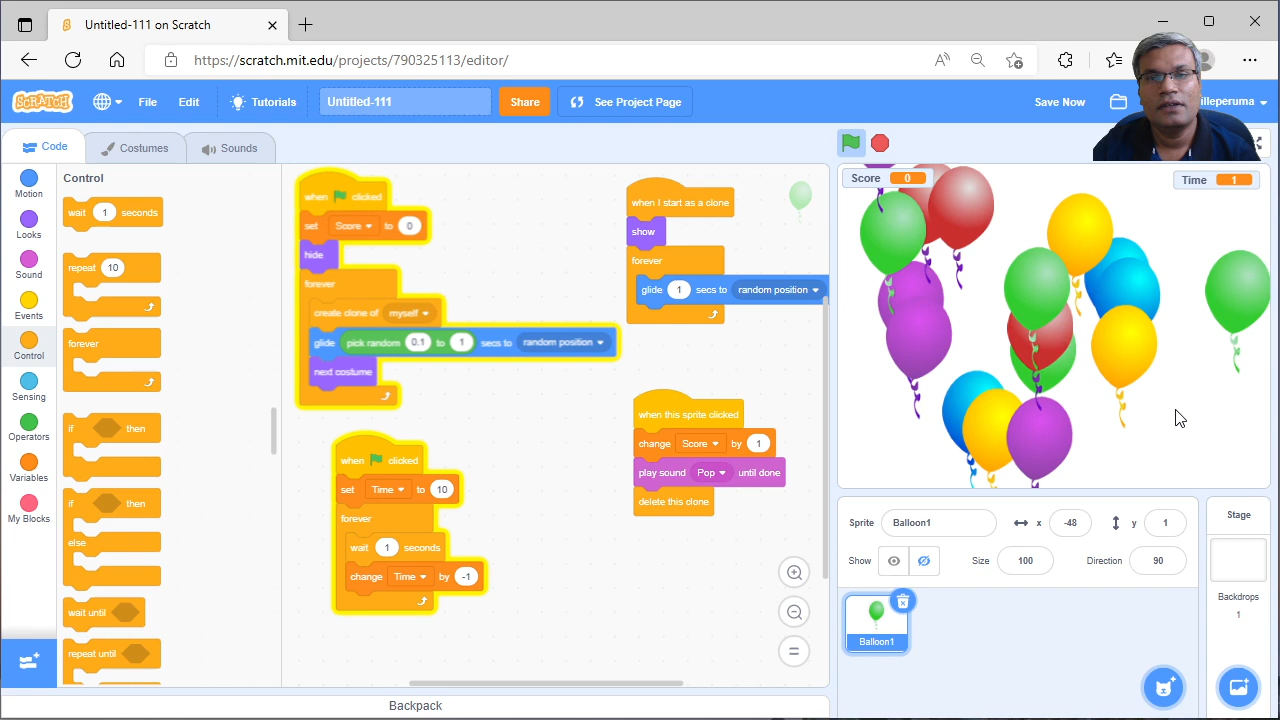 Untitled-111 on Scratch
https://scratch.mit.edu/projects/790325113/editor/
SCRATCH
File
Edit
Tutorials
Untitled-111
Share
See Project Page
Save Now
illeperuma
Code
Costumes
Sounds
Motion
Looks
Sound
Events
Control
Sensing
Operators
Variables
My Blocks
Control
wait 1 seconds
repeat 10
forever
if then
if then
else
wait until
repeat until
when clicked
set Score to 0
hide
forever
create clone of myself
glide pick random 0.1 to 1 secs to random position
next costume
when clicked
set Time to 10
forever
wait 1 seconds
change Time by -1
when I start as a clone
show
forever
glide 1 secs to random position
when this sprite clicked
change Score by 1
play sound Pop until done
delete this clone
Score 0
Time 1
Sprite Balloon1 x -48 y 1
Show Size 100 Direction 90
Balloon1
Stage
Backdrops
1
Backpack